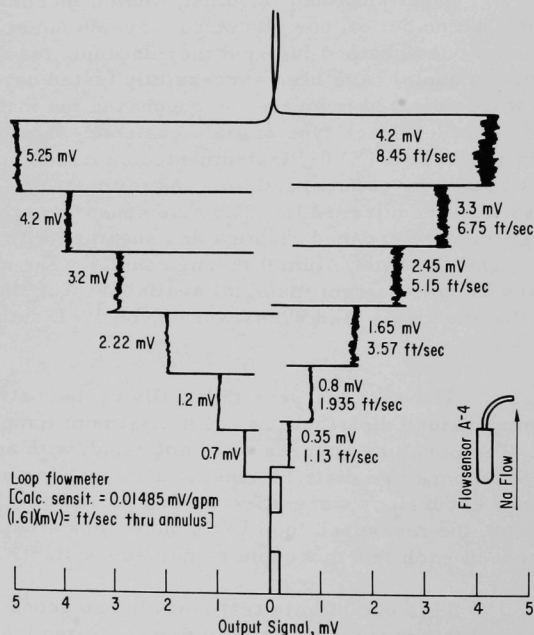 5.25 mV
4.2 mV
8.45 ft/sec
4.2 mV
3.3 mV
6.75 ft/sec
3.2 mV
2.45 mV
5.15 ft/sec
2.22 mV
1.65 mV
3.57 ft/sec
1.2 mV
0.8 mV
1.935 ft/sec
0.7 mV
0.35 mV
1.13 ft/sec
Flowsensor A-4
Na Flow
Loop flowmeter
[Calc. sensit. = 0.01485 mV/gpm
(1.61)(mV)= ft/sec thru annulus]
5 4 3 2 1 0 1 2 3 4 5
Output Signal, mV